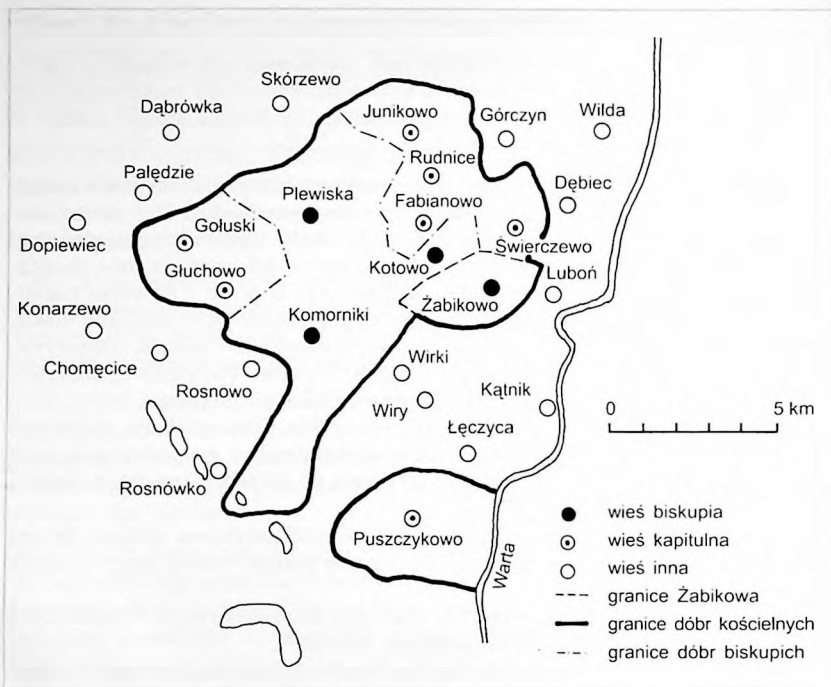 Skórzewo
Dąbrówka
Junikowo
Górczyn
Wilda
Rudnice
Palędzie
Plewiska
Fabianowo
Dębiec
Dopiewiec
Gołuski
Świerczewo
Kotowo
Głuchowo
Luboń
Żabikowo
Konarzewo
Komorniki
Chomęcice
Wirki
Rosnowo
Kątnik
0 5 km
Wiry
Łęczyca
Rosnówko
Puszczykowo
Warta
wieś biskupia
wieś kapitulna
wieś inna
granice Żabikowa
granice dóbr kościelnych
granice dóbr biskupich